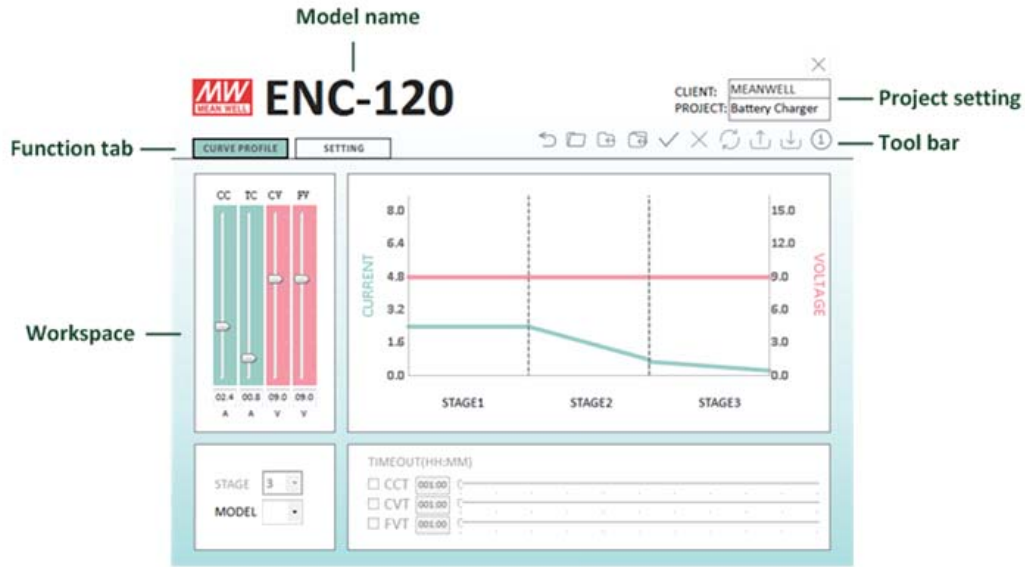 Model name
MW
MEAN WELL
ENC-120
CLIENT: MEANWELL
PROJECT: Battery Charger
Project setting
Function tab
CURVE PROFILE
SETTING
1
Tool bar
CC TC CV FV
02.4 00.8 09.0 09.0
A A V V
Workspace
CURRENT
8.0
6.4
4.8
3.2
1.6
0.0
15.0
12.0
9.0
6.0
3.0
0.0
VOLTAGE
STAGE1 STAGE2 STAGE3
STAGE 3
MODEL
TIMEOUT(HH:MM)
CCT 001:00
CVT 001:00
FVT 001:00